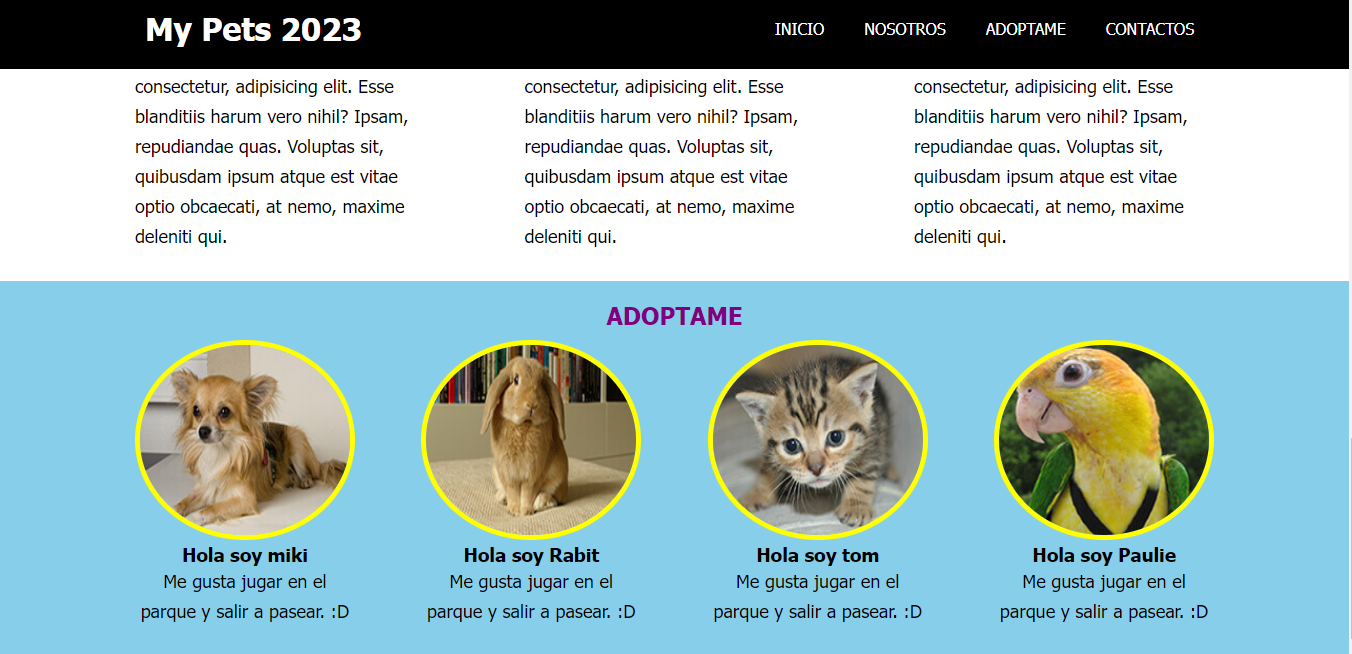 My Pets 2023
INICIO NOSOTROS ADOPTAME CONTACTOS
consectetur, adipisicing elit. Esse
blanditiis harum vero nihil? Ipsam,
repudiandae quas. Voluptas sit,
quibusdam ipsum atque est vitae
optio obcaecati, at nemo, maxime
deleniti qui.
consectetur, adipisicing elit. Esse
blanditiis harum vero nihil? Ipsam,
repudiandae quas. Voluptas sit,
quibusdam ipsum atque est vitae
optio obcaecati, at nemo, maxime
deleniti qui.
consectetur, adipisicing elit. Esse
blanditiis harum vero nihil? Ipsam,
repudiandae quas. Voluptas sit,
quibusdam ipsum atque est vitae
optio obcaecati, at nemo, maxime
deleniti qui.
ADOPTAME
Hola soy miki
Me gusta jugar en el
parque y salir a pasear. :D
Hola soy Rabit
Me gusta jugar en el
parque y salir a pasear. :D
Hola soy tom
Me gusta jugar en el
parque y salir a pasear. :D
Hola soy Paulie
Me gusta jugar en el
parque y salir a pasear. :D